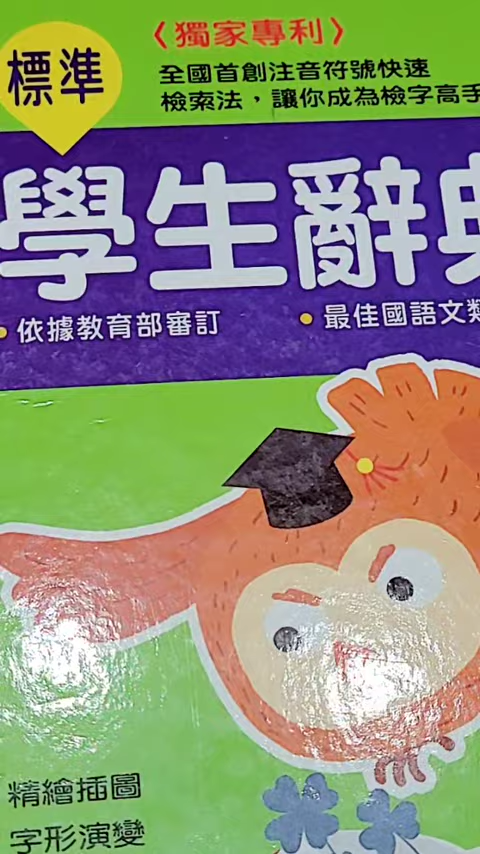 標準
〈獨家專利〉
全國首創注音符號快速
檢索法，讓你成為檢字高手
學生辭典
•依據教育部審訂
•最佳國語文類
精繪插圖
字形演變